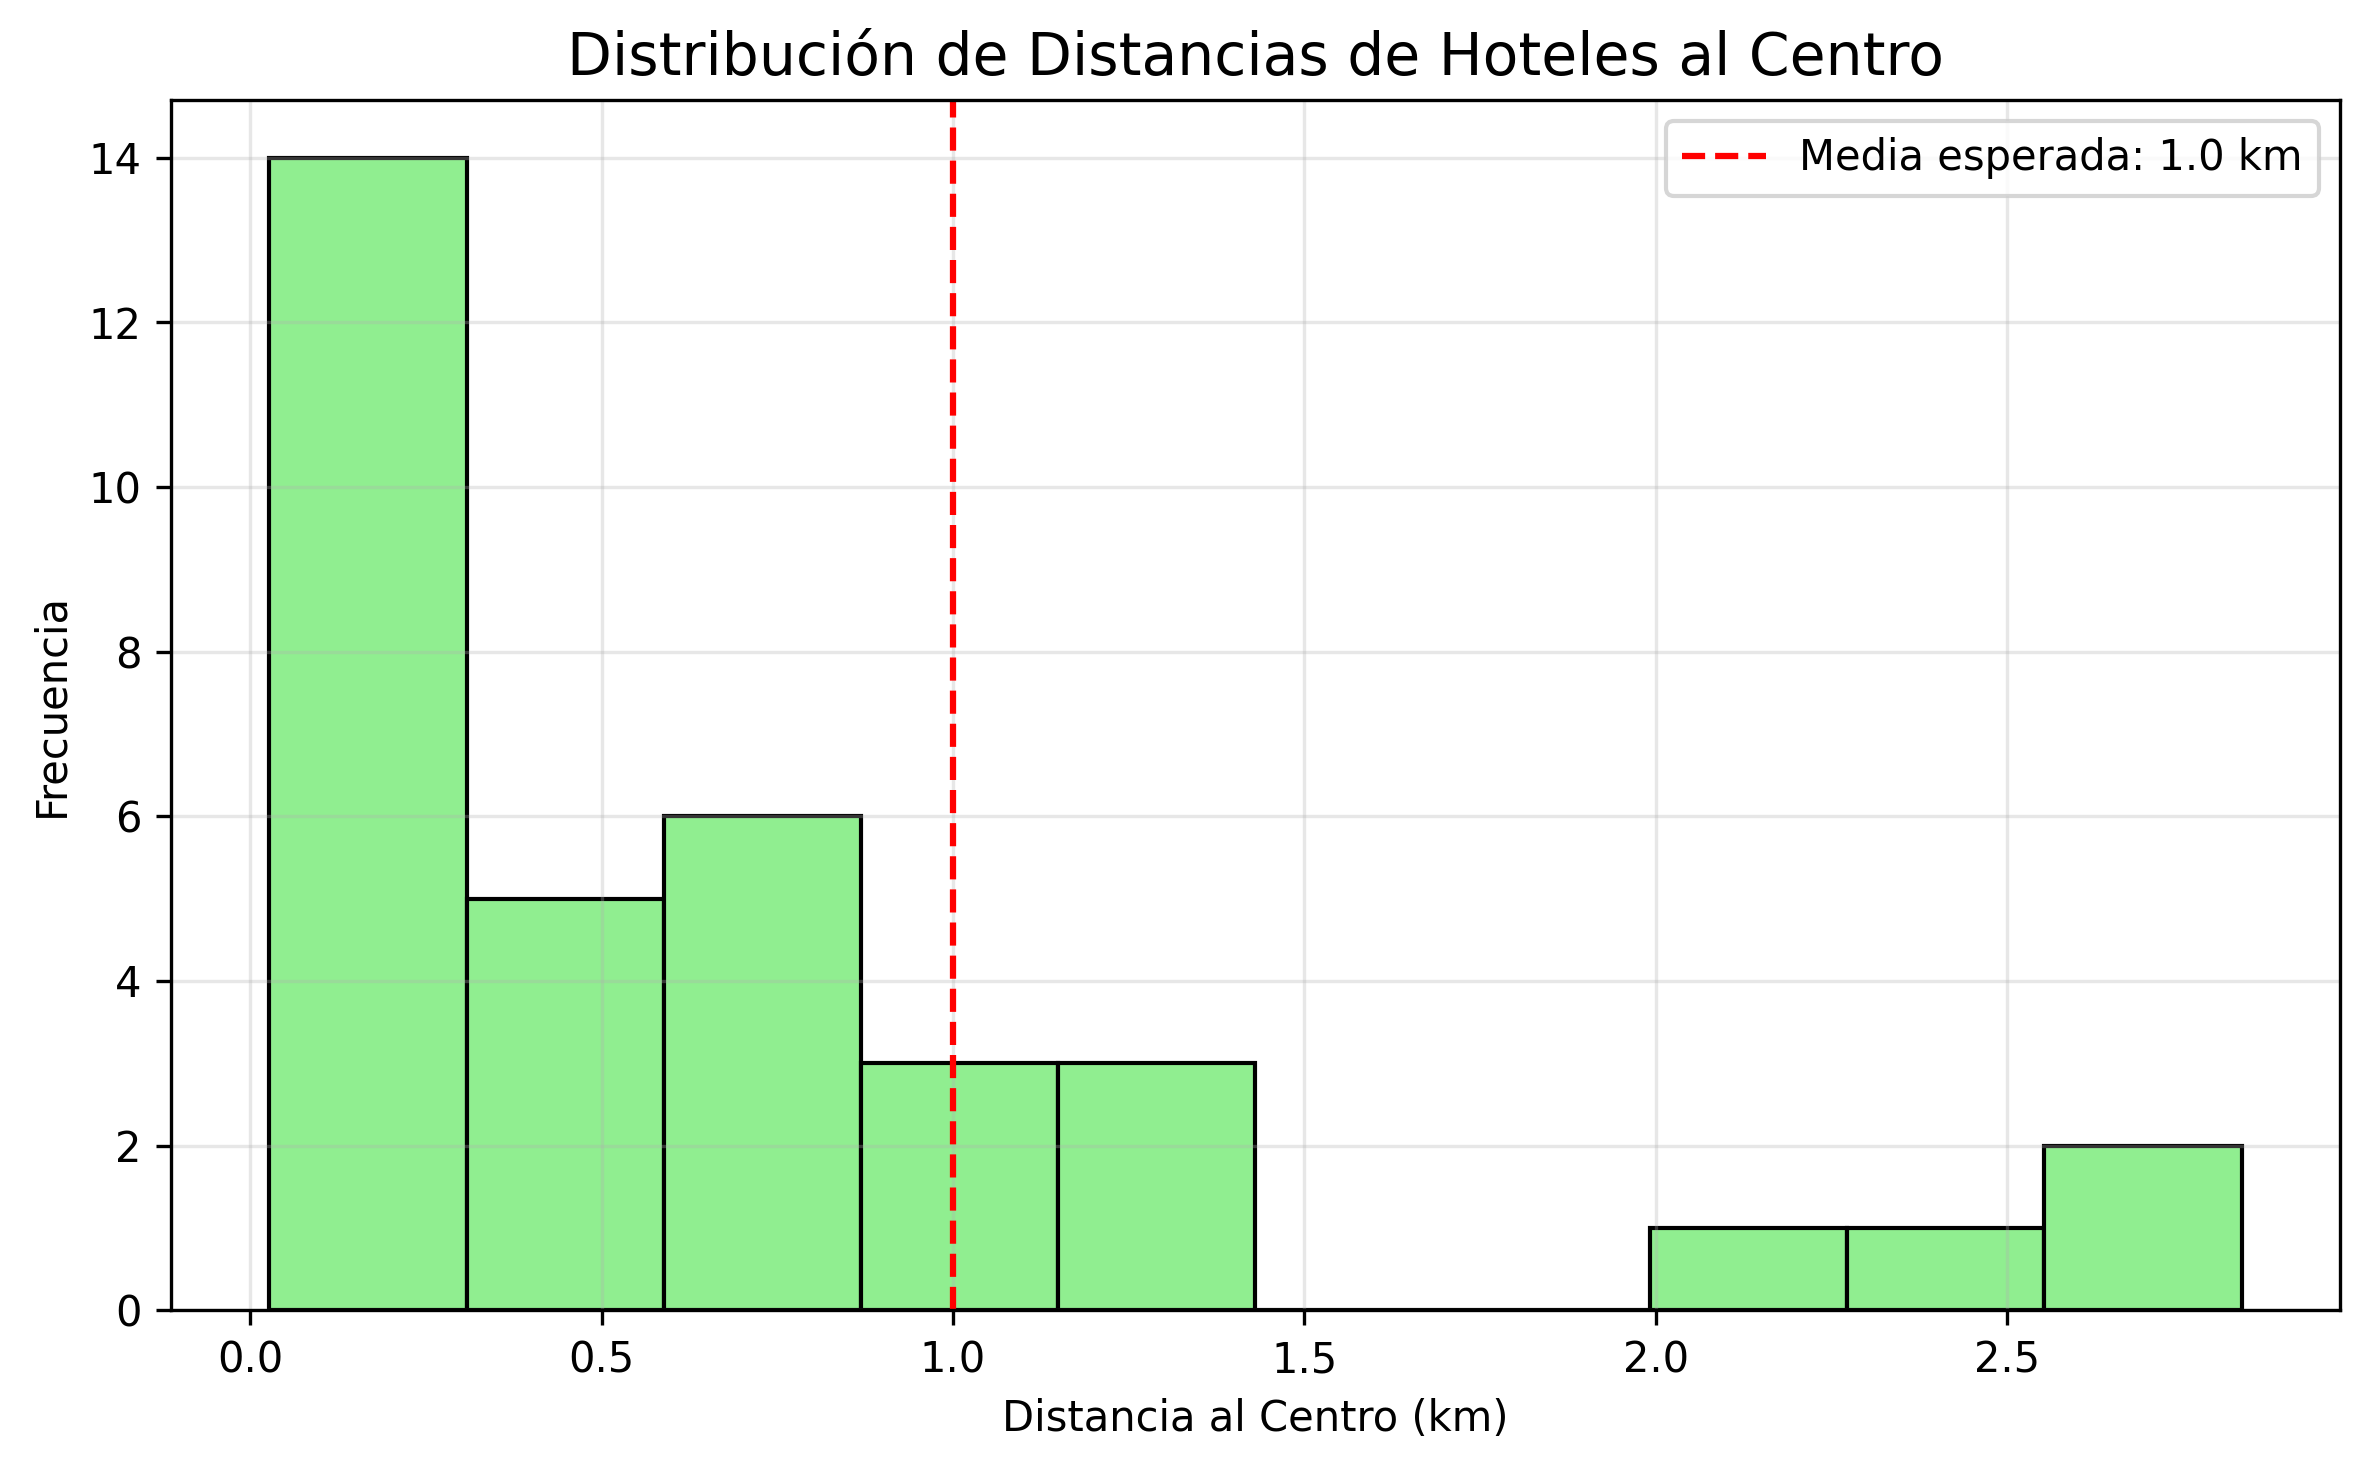 Distribución de Distancias de Hoteles al Centro
Media esperada: 1.0 km
Frecuencia
14
12
10
8
6
4
2
0
0.0 0.5 1.0 1.5 2.0 2.5
Distancia al Centro (km)